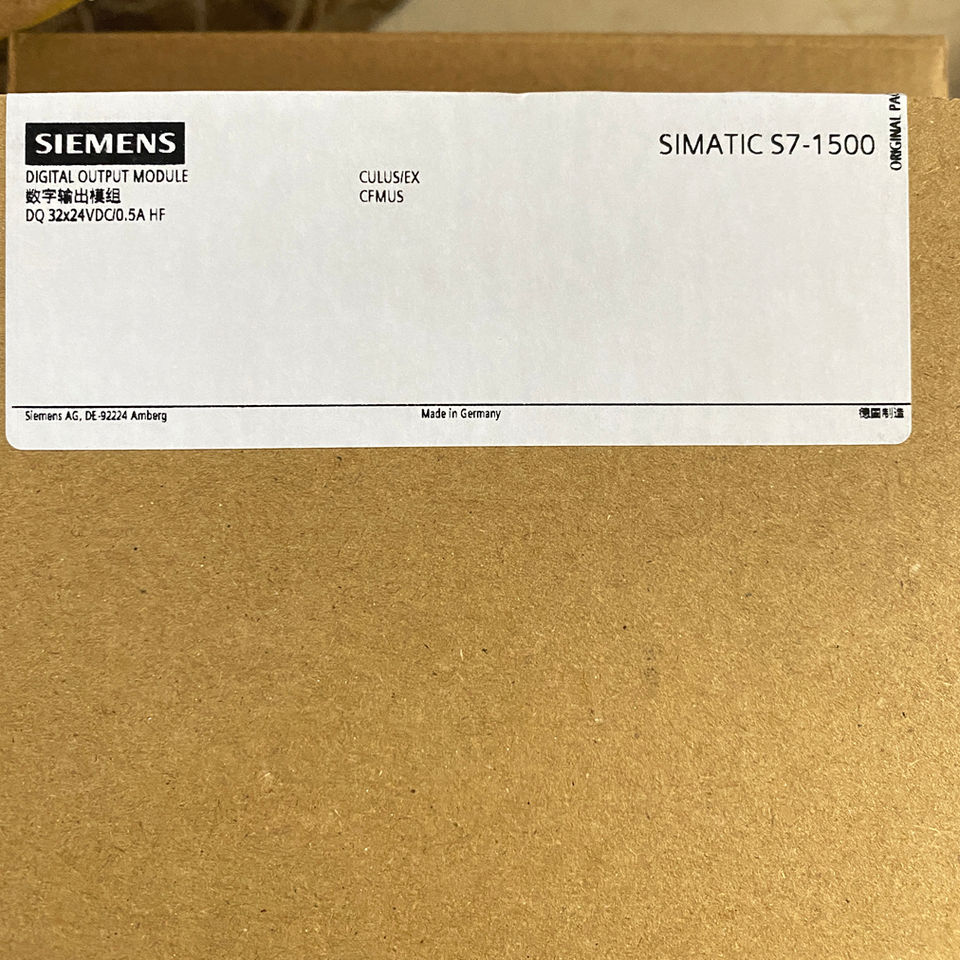 SIEMENS
SIMATIC S7-1500
ORIGINAL PA
DIGITAL OUTPUT MODULE
CULUS/EX
数字输出模组
CFMUS
DQ 32x24VDC/0.5A HF
Siemens AG, DE-92224 Amberg
Made in Germany
德国制造